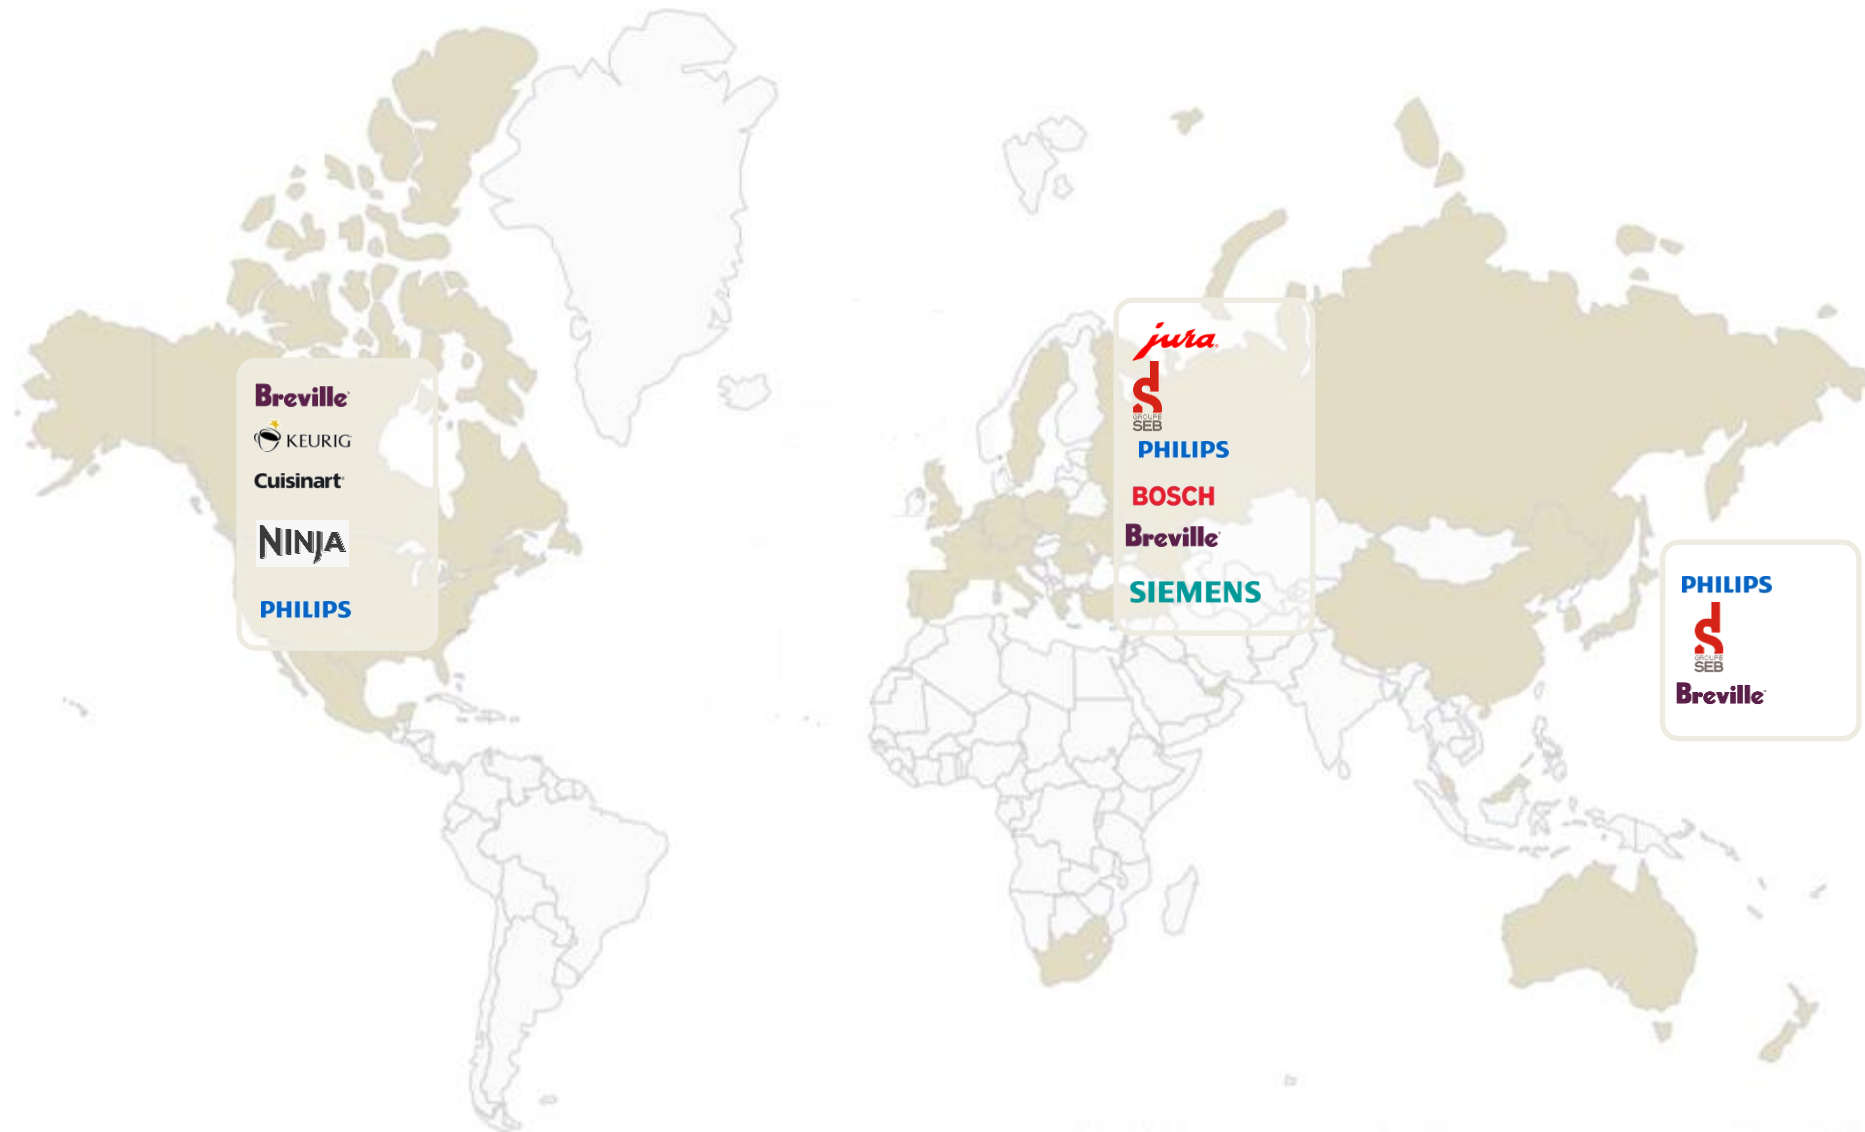 Breville
KEURIG
Cuisinart
NINJA
PHILIPS
jura
GROUPE
SEB
PHILIPS
BOSCH
Breville
SIEMENS
PHILIPS
GROUPE
SEB
Breville